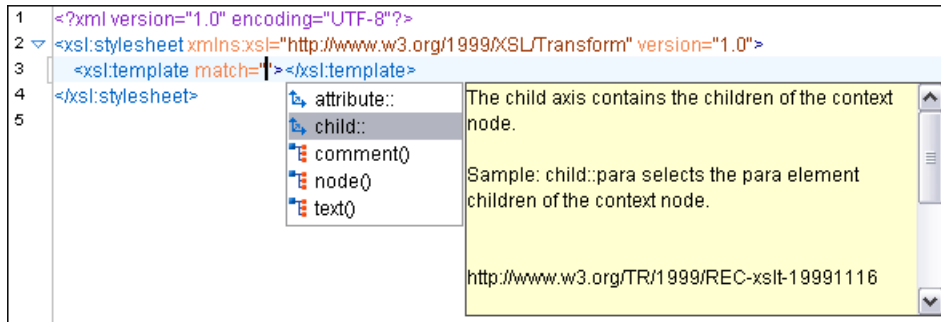 1 <?xml version="1.0" encoding="UTF-8"?>
2 <xsl:stylesheet xmlns:xsl="http://www.w3.org/1999/XSL/Transform" version="1.0">
3 <xsl:template match=""></xsl:template>
4 </xsl:stylesheet>
5
attribute::
child::
comment()
node()
text()
The child axis contains the children of the context
node.
Sample: child::para selects the para element
children of the context node.
http://www.w3.org/TR/1999/REC-xslt-19991116